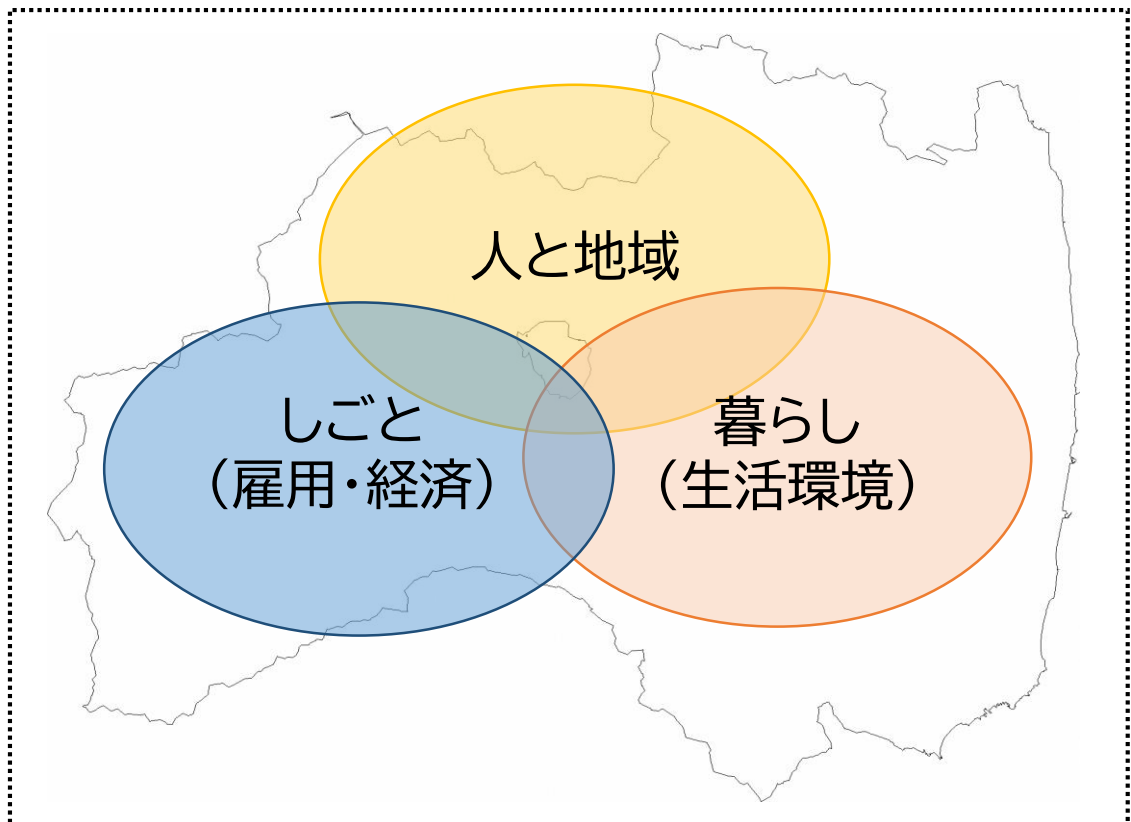 人と地域
しごと
（雇用・経済）
暮らし
（生活環境）